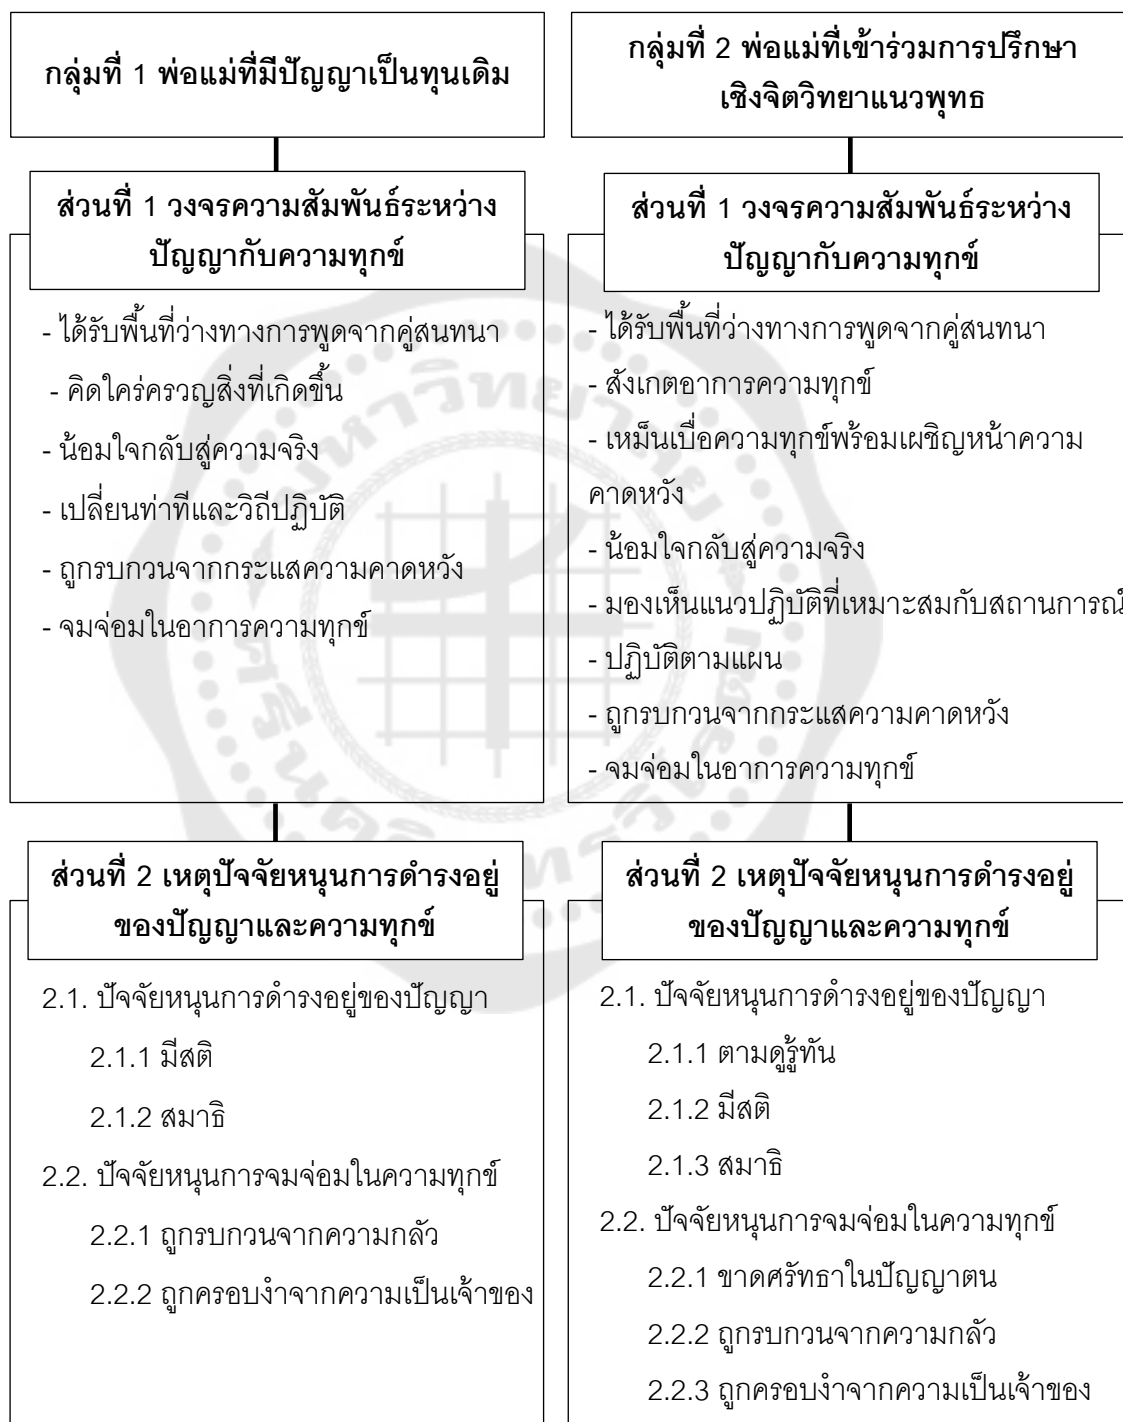 กลุ่มที่ 1 พ่อแม่ที่มีปัญญาเป็นทุนเดิม
ส่วนที่ 1 วงจรความสัมพันธ์ระหว่าง
ปัญญากับความทุกข์
- ได้รับพื้นที่ว่างทางการพูดจากคู่สนทนา
- คิดใคร่ครวญสิ่งที่เกิดขึ้น
- น้อมใจกลับสู่ความจริง
- เปลี่ยนท่าทีและวิถีปฏิบัติ
- ถูกรบกวนจากกระแสความคาดหวัง
- จมจ่อมในอาการความทุกข์
ส่วนที่ 2 เหตุปัจจัยหนุนการดำรงอยู่
ของปัญญาและความทุกข์
2.1. ปัจจัยหนุนการดำรงอยู่ของปัญญา
2.1.1 มีสติ
2.1.2 สมาธิ
2.2. ปัจจัยหนุนการจมจ่อมในความทุกข์
2.2.1 ถูกรบกวนจากความกลัว
2.2.2 ถูกครอบงำจากความเป็นเจ้าของ
กลุ่มที่ 2 พ่อแม่ที่เข้าร่วมการปรึกษา
เชิงจิตวิทยาแนวพุทธ
ส่วนที่ 1 วงจรความสัมพันธ์ระหว่าง
ปัญญากับความทุกข์
- ได้รับพื้นที่ว่างทางการพูดจากคู่สนทนา
- สังเกตอาการความทุกข์
- เหม็นเบื่อความทุกข์พร้อมเผชิญหน้าความ
คาดหวัง
- น้อมใจกลับสู่ความจริง
- มองเห็นแนวปฏิบัติที่เหมาะสมกับสถานการณ์
- ปฏิบัติตามแผน
- ถูกรบกวนจากกระแสความคาดหวัง
- จมจ่อมในอาการความทุกข์
ส่วนที่ 2 เหตุปัจจัยหนุนการดำรงอยู่
ของปัญญาและความทุกข์
2.1. ปัจจัยหนุนการดำรงอยู่ของปัญญา
2.1.1 ตามดูรู้ทัน
2.1.2 มีสติ
2.1.3 สมาธิ
2.2. ปัจจัยหนุนการจมจ่อมในความทุกข์
2.2.1 ขาดศรัทธาในปัญญาตน
2.2.2 ถูกรบกวนจากความกลัว
2.2.3 ถูกครอบงำจากความเป็นเจ้าของ